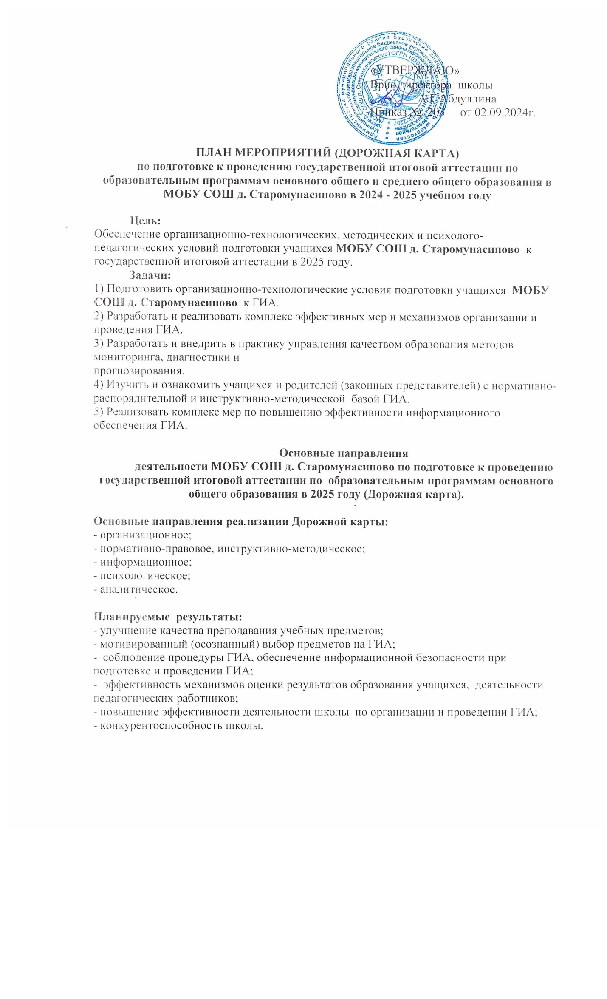 «УТВЕРЖДАЮ»
Врио директора школы
________А.Г. Абдуллина
Приказ № 203 от 02.09.2024г.
ПЛАН МЕРОПРИЯТИЙ (ДОРОЖНАЯ КАРТА)
по подготовке к проведению государственной итоговой аттестации по
образовательным программам основного общего и среднего общего образования в
МОБУ СОШ д. Старомунасипово в 2024 - 2025 учебном году
Цель:
Обеспечение организационно-технологических, методических и психолого-
педагогических условий подготовки учащихся МОБУ СОШ д. Старомунасипово к
государственной итоговой аттестации в 2025 году.
Задачи:
1) Подготовить организационно-технологические условия подготовки учащихся МОБУ
СОШ д. Старомунасипово к ГИА.
2) Разработать и реализовать комплекс эффективных мер и механизмов организации и
проведения ГИА.
3) Разработать и внедрить в практику управления качеством образования методов
мониторинга, диагностики и
прогнозирования.
4) Изучить и ознакомить учащихся и родителей (законных представителей) с нормативно-
распорядительной и инструктивно-методической базой ГИА.
5) Реализовать комплекс мер по повышению эффективности информационного
обеспечения ГИА.
Основные направления
деятельности МОБУ СОШ д. Старомунасипово по подготовке к проведению
государственной итоговой аттестации по образовательным программам основного
общего образования в 2025 году (Дорожная карта).
Основные направления реализации Дорожной карты:
- организационное;
- нормативно-правовое, инструктивно-методическое;
- информационное;
- психологическое;
- аналитическое.
Планируемые результаты:
- улучшение качества преподавания учебных предметов;
- мотивированный (осознанный) выбор предметов на ГИА;
- соблюдение процедуры ГИА, обеспечение информационной безопасности при
подготовке и проведении ГИА;
- эффективность механизмов оценки результатов образования учащихся, деятельности
педагогических работников;
- повышение эффективности деятельности школы по организации и проведении ГИА;
- конкурентоспособность школы.